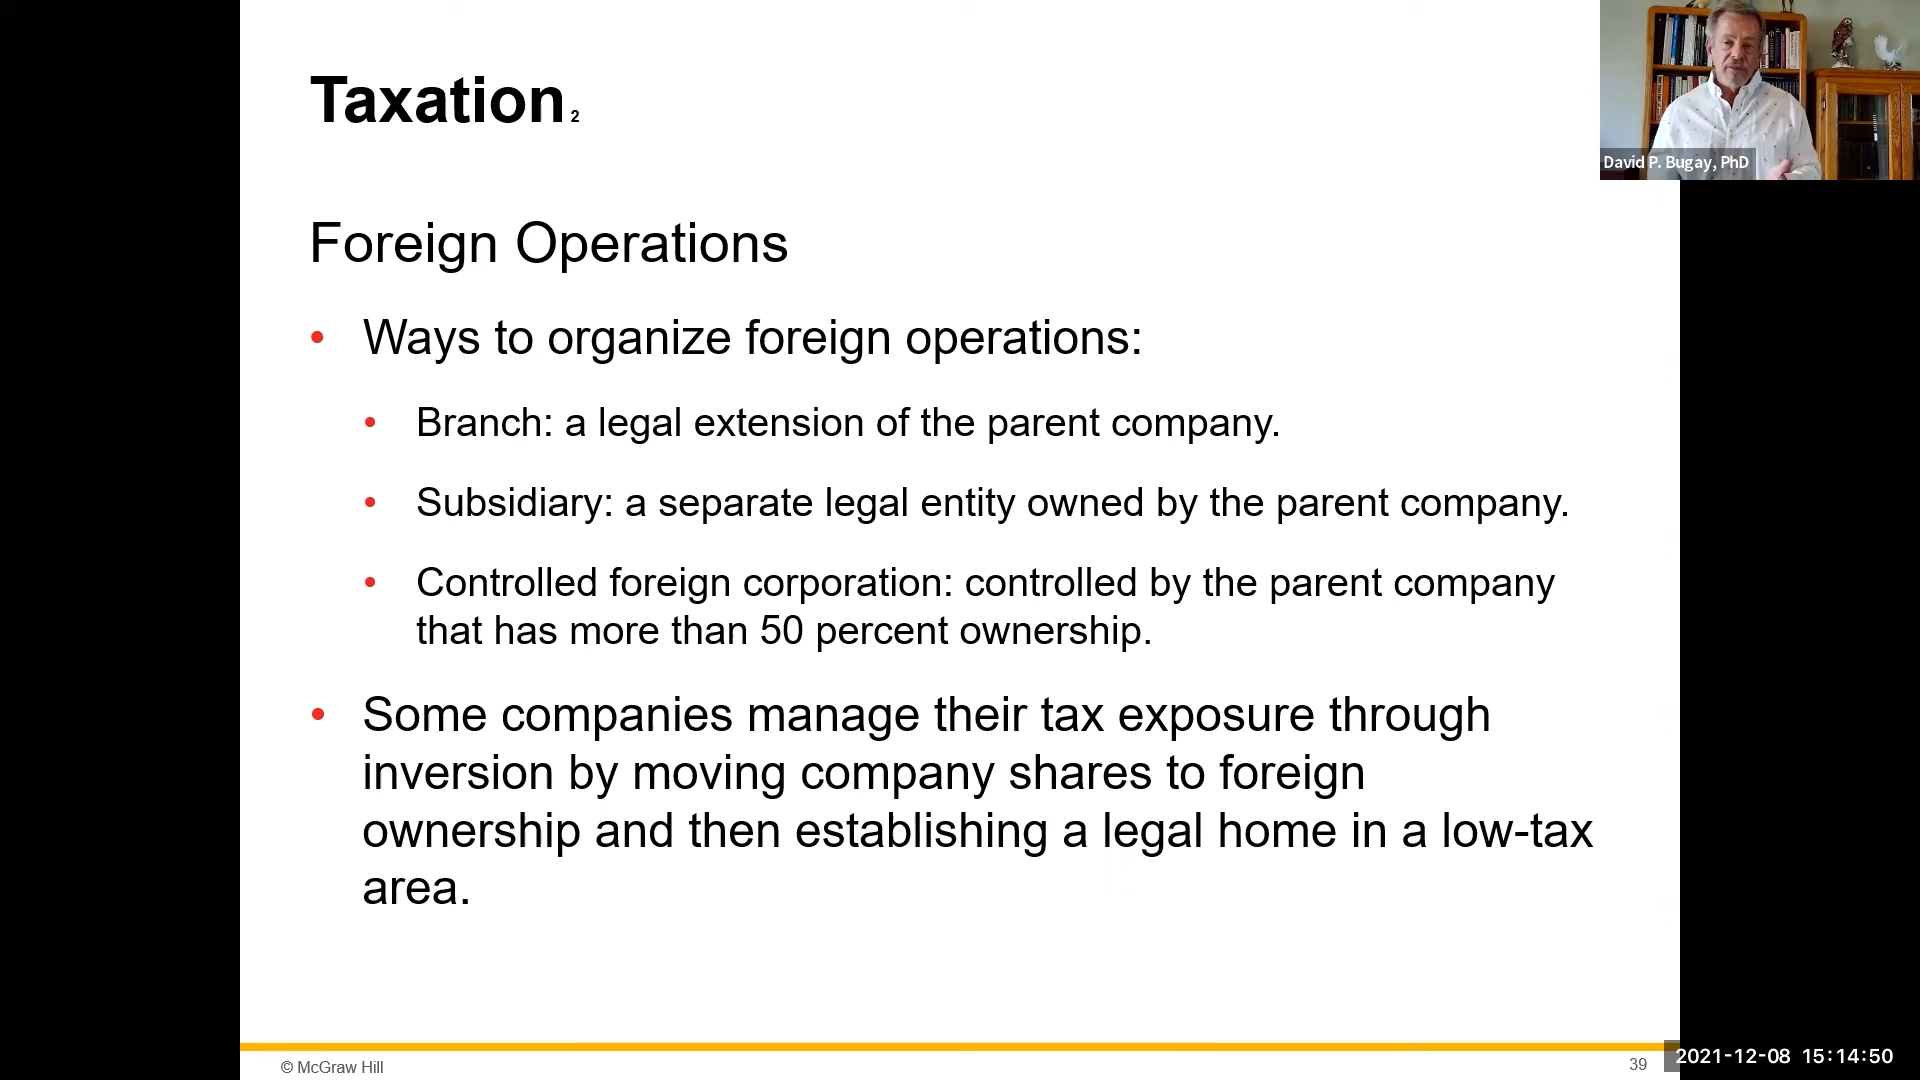 Taxation 2
David P. Bugay, PhD
Foreign Operations
• Ways to organize foreign operations:
• Branch: a legal extension of the parent company.
• Subsidiary: a separate legal entity owned by the parent company.
• Controlled foreign corporation: controlled by the parent company
that has more than 50 percent ownership.
• Some companies manage their tax exposure through
inversion by moving company shares to foreign
ownership and then establishing a legal home in a low-tax
area.
© McGraw Hill
39
2021-12-08 15:14:50